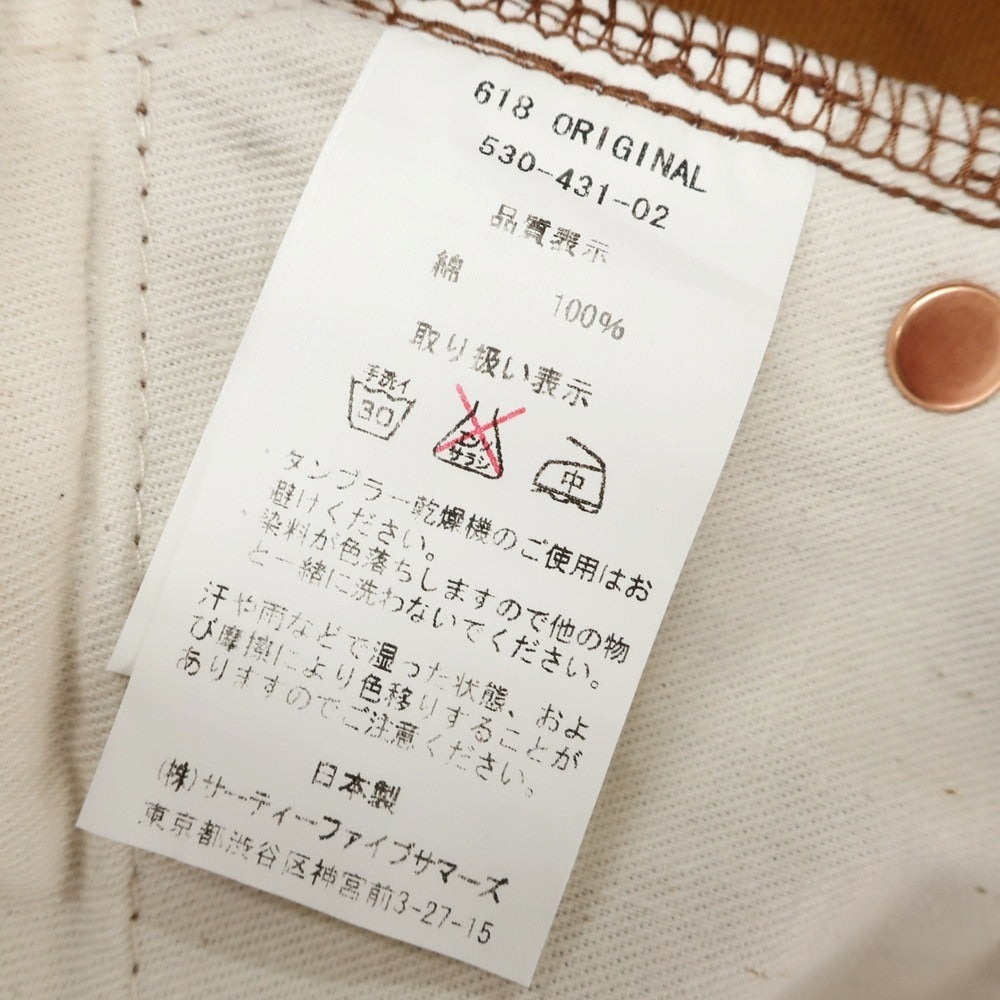 618 ORIGINAL
530-431-02
品質表示
綿 100%
取り扱い表示
手洗イ
30
エンソ
サラシ
中
・タンブラー乾燥機のご使用はお
避けください。
・染料が色落ちしますので他の物
と一緒に洗わないでください。
汗や雨などで湿った状態、およ
び摩擦により色移りすることが
ありますのでご注意ください。
日本製
(株)サーティーファイブサマーズ
東京都渋谷区神宮前3-27-15